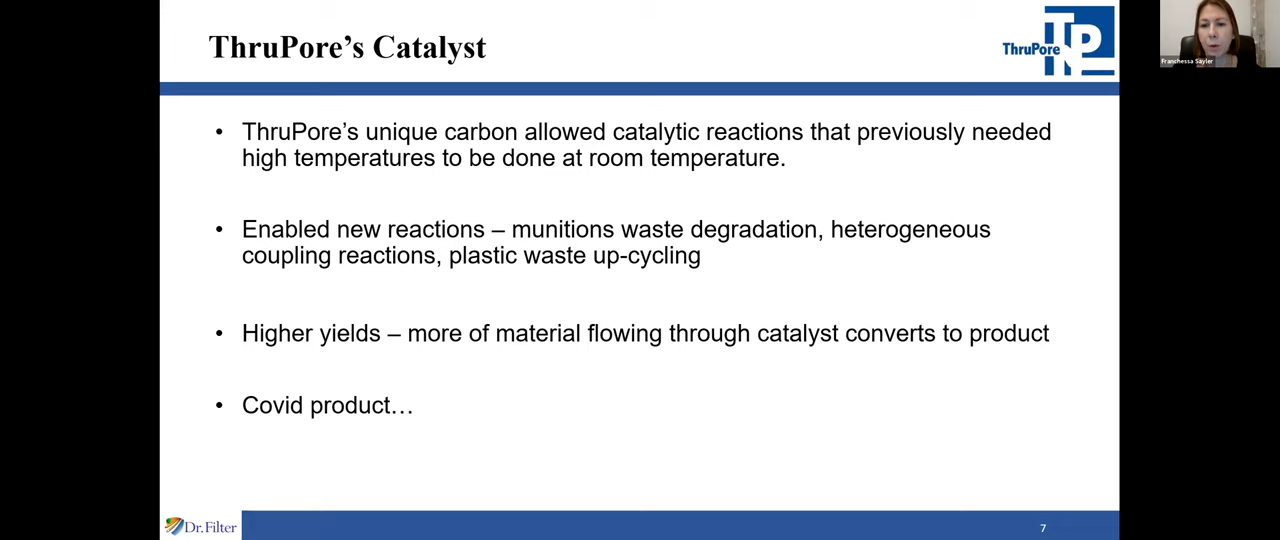 ThruPore’s Catalyst
ThruPore
TP
Franchessa Sayler
• ThruPore’s unique carbon allowed catalytic reactions that previously needed
high temperatures to be done at room temperature.
• Enabled new reactions – munitions waste degradation, heterogeneous
coupling reactions, plastic waste up-cycling
• Higher yields – more of material flowing through catalyst converts to product
• Covid product…
Dr.Filter
7